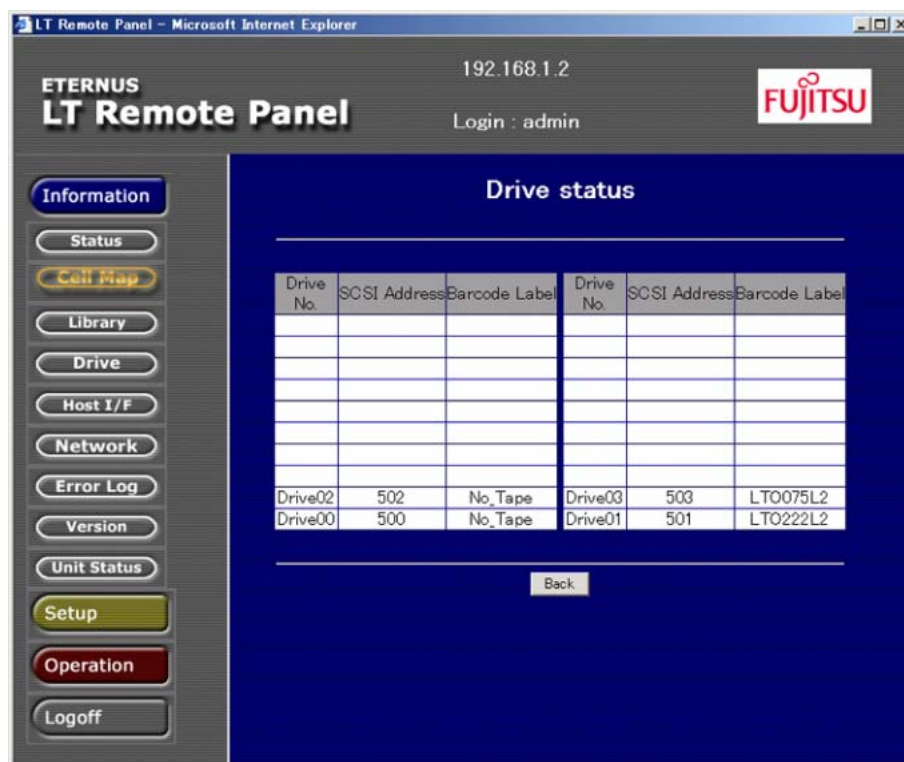 LT Remote Panel - Microsoft Internet Explorer
ETERNUS
LT Remote Panel
192.168.1.2
Login : admin
FUJITSU
Information
Status
Cell Map
Library
Drive
Host I/F
Network
Error Log
Version
Unit Status
Setup
Operation
Logoff
Drive status
Drive No. SCSI Address Barcode Label Drive No. SCSI Address Barcode Label
Drive02 502 No_Tape Drive03 503 LTO075L2
Drive00 500 No_Tape Drive01 501 LTO222L2
Back